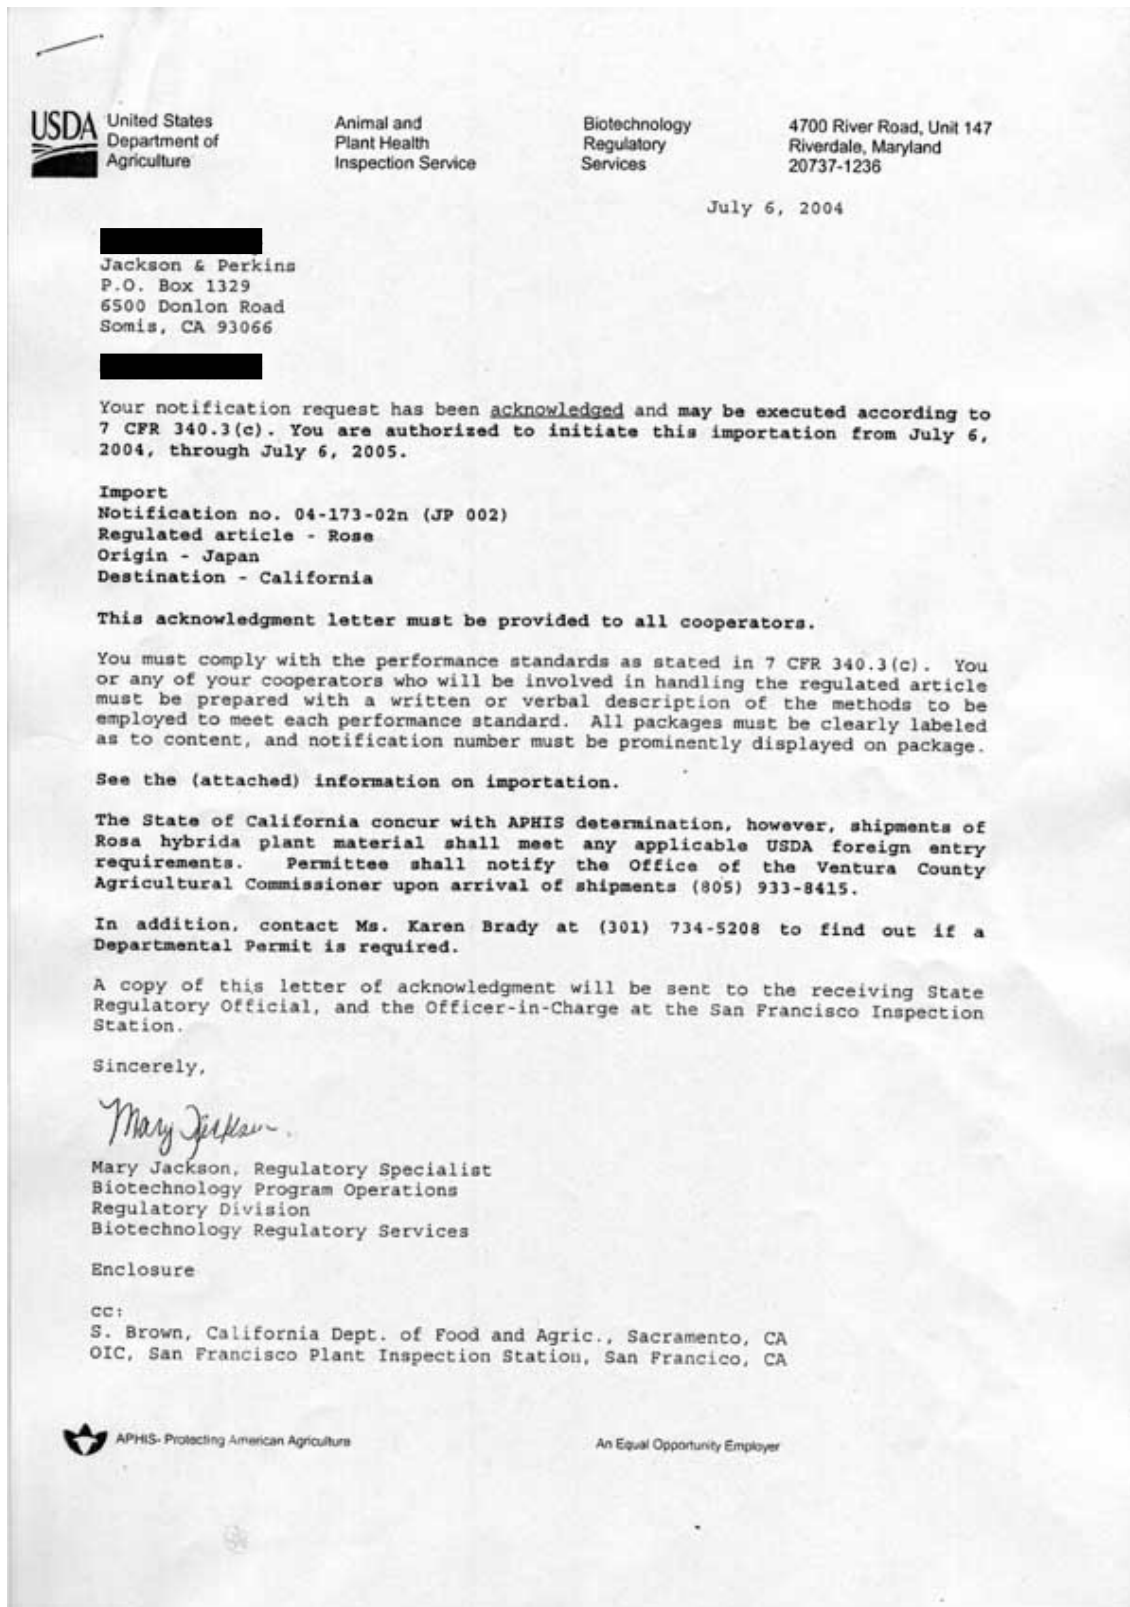 USDA
United States
Department of
Agriculture
Animal and
Plant Health
Inspection Service
Biotechnology
Regulatory
Services
4700 River Road, Unit 147
Riverdale, Maryland
20737-1236
July 6, 2004
Jackson & Perkins
P.O. Box 1329
6500 Donlon Road
Somis, CA 93066
Your notification request has been acknowledged and may be executed according to
7 CFR 340.3(c). You are authorized to initiate this importation from July 6,
2004, through July 6, 2005.
Import
Notification no. 04-173-02n (JP 002)
Regulated article - Rose
Origin - Japan
Destination - California
This acknowledgment letter must be provided to all cooperators.
You must comply with the performance standards as stated in 7 CFR 340.3(c). You
or any of your cooperators who will be involved in handling the regulated article
must be prepared with a written or verbal description of the methods to be
employed to meet each performance standard. All packages must be clearly labeled
as to content, and notification number must be prominently displayed on package.
See the (attached) information on importation.
The State of California concur with APHIS determination, however, shipments of
Rosa hybrida plant material shall meet any applicable USDA foreign entry
requirements. Permittee shall notify the Office of the Ventura County
Agricultural Commissioner upon arrival of shipments (805) 933-8415.
In addition, contact Ms. Karen Brady at (301) 734-5208 to find out if a
Departmental Permit is required.
A copy of this letter of acknowledgment will be sent to the receiving State
Regulatory Official, and the Officer-in-Charge at the San Francisco Inspection
Station.
Sincerely,
Mary Jackson
Mary Jackson, Regulatory Specialist
Biotechnology Program Operations
Regulatory Division
Biotechnology Regulatory Services
Enclosure
cc:
S. Brown, California Dept. of Food and Agric., Sacramento, CA
OIC, San Francisco Plant Inspection Station, San Francico, CA
APHIS- Protecting American Agriculture
An Equal Opportunity Employer